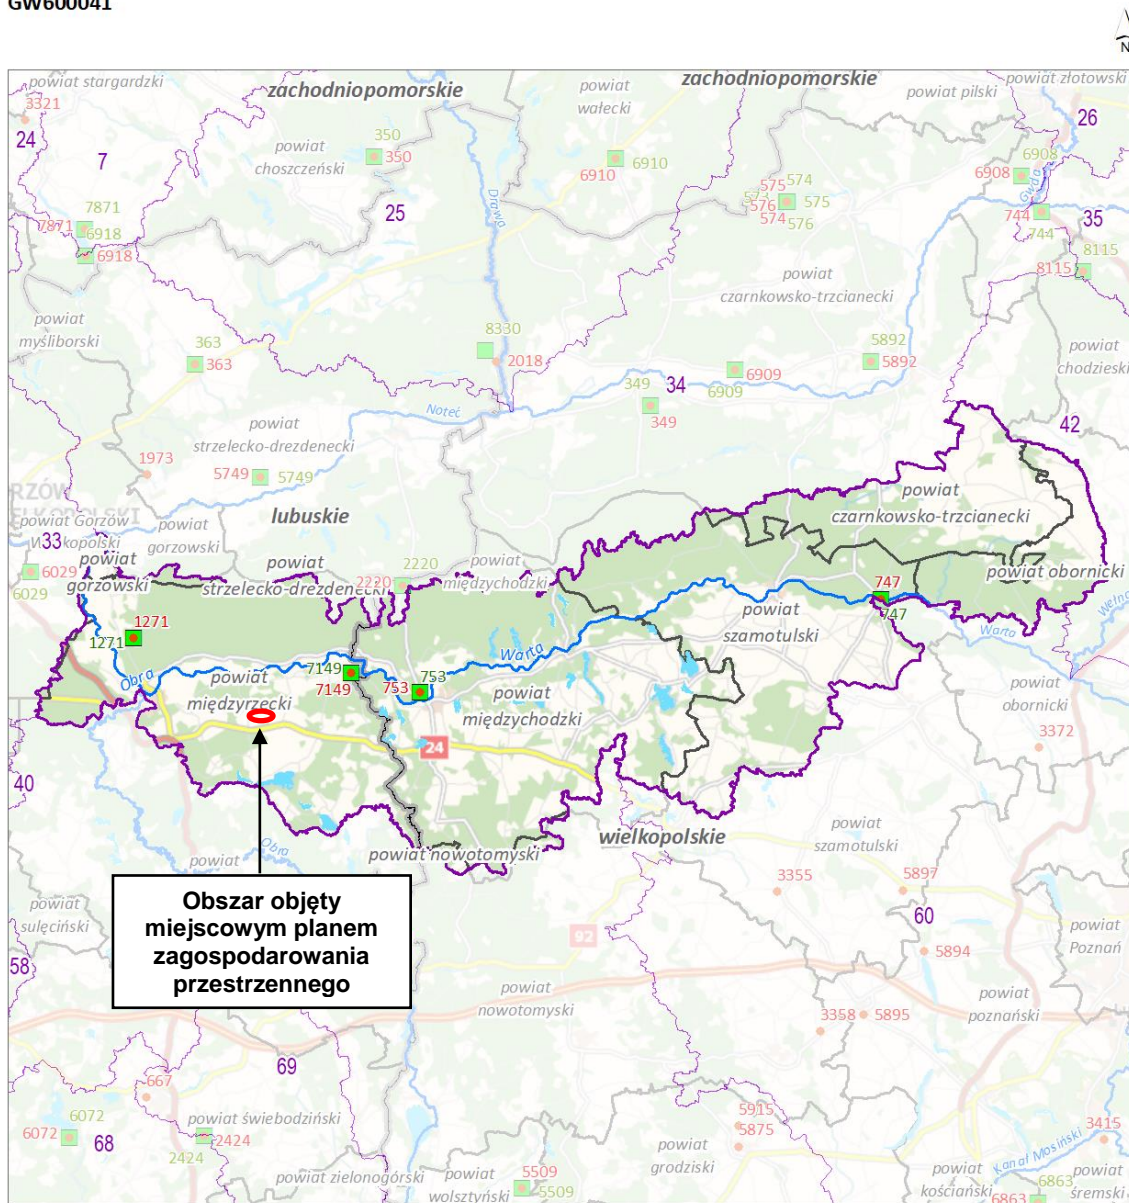 GW600041
N
powiat stargardzki
zachodniopomorskie
zachodniopomorskie
powiat złotowski
powiat
wałecki
powiat pilski
3321
24
7
350
350
powiat
choszczeński
25
6910
6910
26
6908
6908
Gwda
575
574
576
575
574
576
744
744
35
8115
8115
7871
7871
6918
6918
Drawa
powiat
czarnkowsko-trzcianecki
powiat
myśliborski
363
363
8330
2018
5892
5892
powiat
chodzieski
6909
6909
349
349
34
Noteć
42
powiat
strzelecko-drezdenecki
1973
5749
5749
lubuskie
powiat
czarnkowsko-trzcianecki
powiat Gorzów
Wielkopolski
powiat
gorzowski
33
6029
6029
powiat
gorzowski
powiat
strzelecko-drezdenecki
2220
2220
powiat
międzychodzki
powiat obornicki
747
747
Wełna
Warta
1271
1271
powiat
szamotulski
Warta
Obra
powiat
międzyrzecki
7149
7149
753
753
powiat
międzychodzki
powiat
obornicki
3372
24
40
Obra
powiat
powiat nowotomyski
wielkopolskie
powiat
szamotulski
Obszar objęty
miejscowym planem
zagospodarowania
przestrzennego
powiat
sulęciński
58
3355
5897
60
92
5894
powiat
Poznań
powiat
nowotomyski
powiat
poznański
3358
5895
69
667
6072
6072
68
powiat świebodziński
2424
2424
5915
5875
3415
powiat
grodziski
Kanał Mosiński
powiat zielonogórski
powiat
wolsztyński
5509
5509
powiat
kościański
6863
6863
powiat
śremski